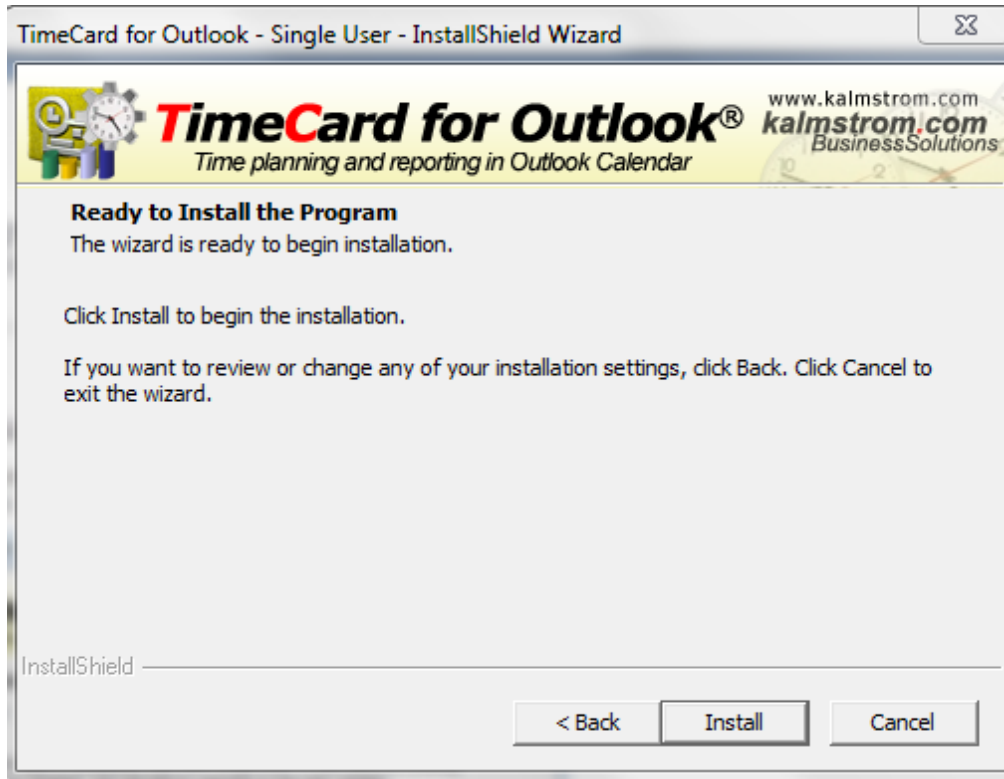 TimeCard for Outlook - Single User - InstallShield Wizard
www.kalmstrom.com
TimeCard for Outlook®
kalmstrom.com
BusinessSolutions
Time planning and reporting in Outlook Calendar
Ready to Install the Program
The wizard is ready to begin installation.
Click Install to begin the installation.
If you want to review or change any of your installation settings, click Back. Click Cancel to
exit the wizard.
InstallShield
< Back
Install
Cancel